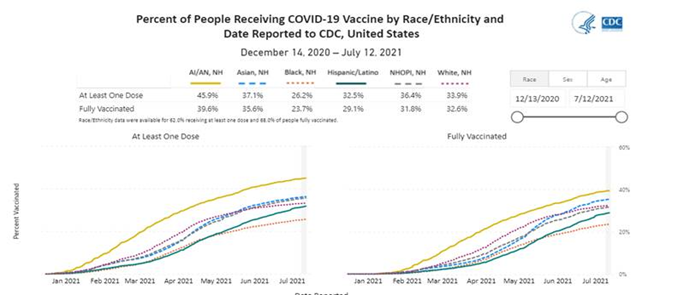 Percent of People Receiving COVID-19 Vaccine by Race/Ethnicity and
Date Reported to CDC, United States
December 14, 2020 – July 12, 2021
CDC
AI/AN, NH Asian, NH Black, NH Hispanic/Latino NHOPI, NH White, NH
At Least One Dose 45.9% 37.1% 26.2% 32.5% 36.4% 33.9%
Fully Vaccinated 39.6% 35.6% 23.7% 29.1% 31.8% 32.6%
Race/Ethnicity data were available for 62.0% receiving at least one dose and 68.0% of people fully vaccinated.
Race Sex Age
12/13/2020 7/12/2021
At Least One Dose
Fully Vaccinated
Percent Vaccinated
60%
40%
20%
0%
Jan 2021 Feb 2021 Mar 2021 Apr 2021 May 2021 Jun 2021 Jul 2021
Jan 2021 Feb 2021 Mar 2021 Apr 2021 May 2021 Jun 2021 Jul 2021
Date Reported